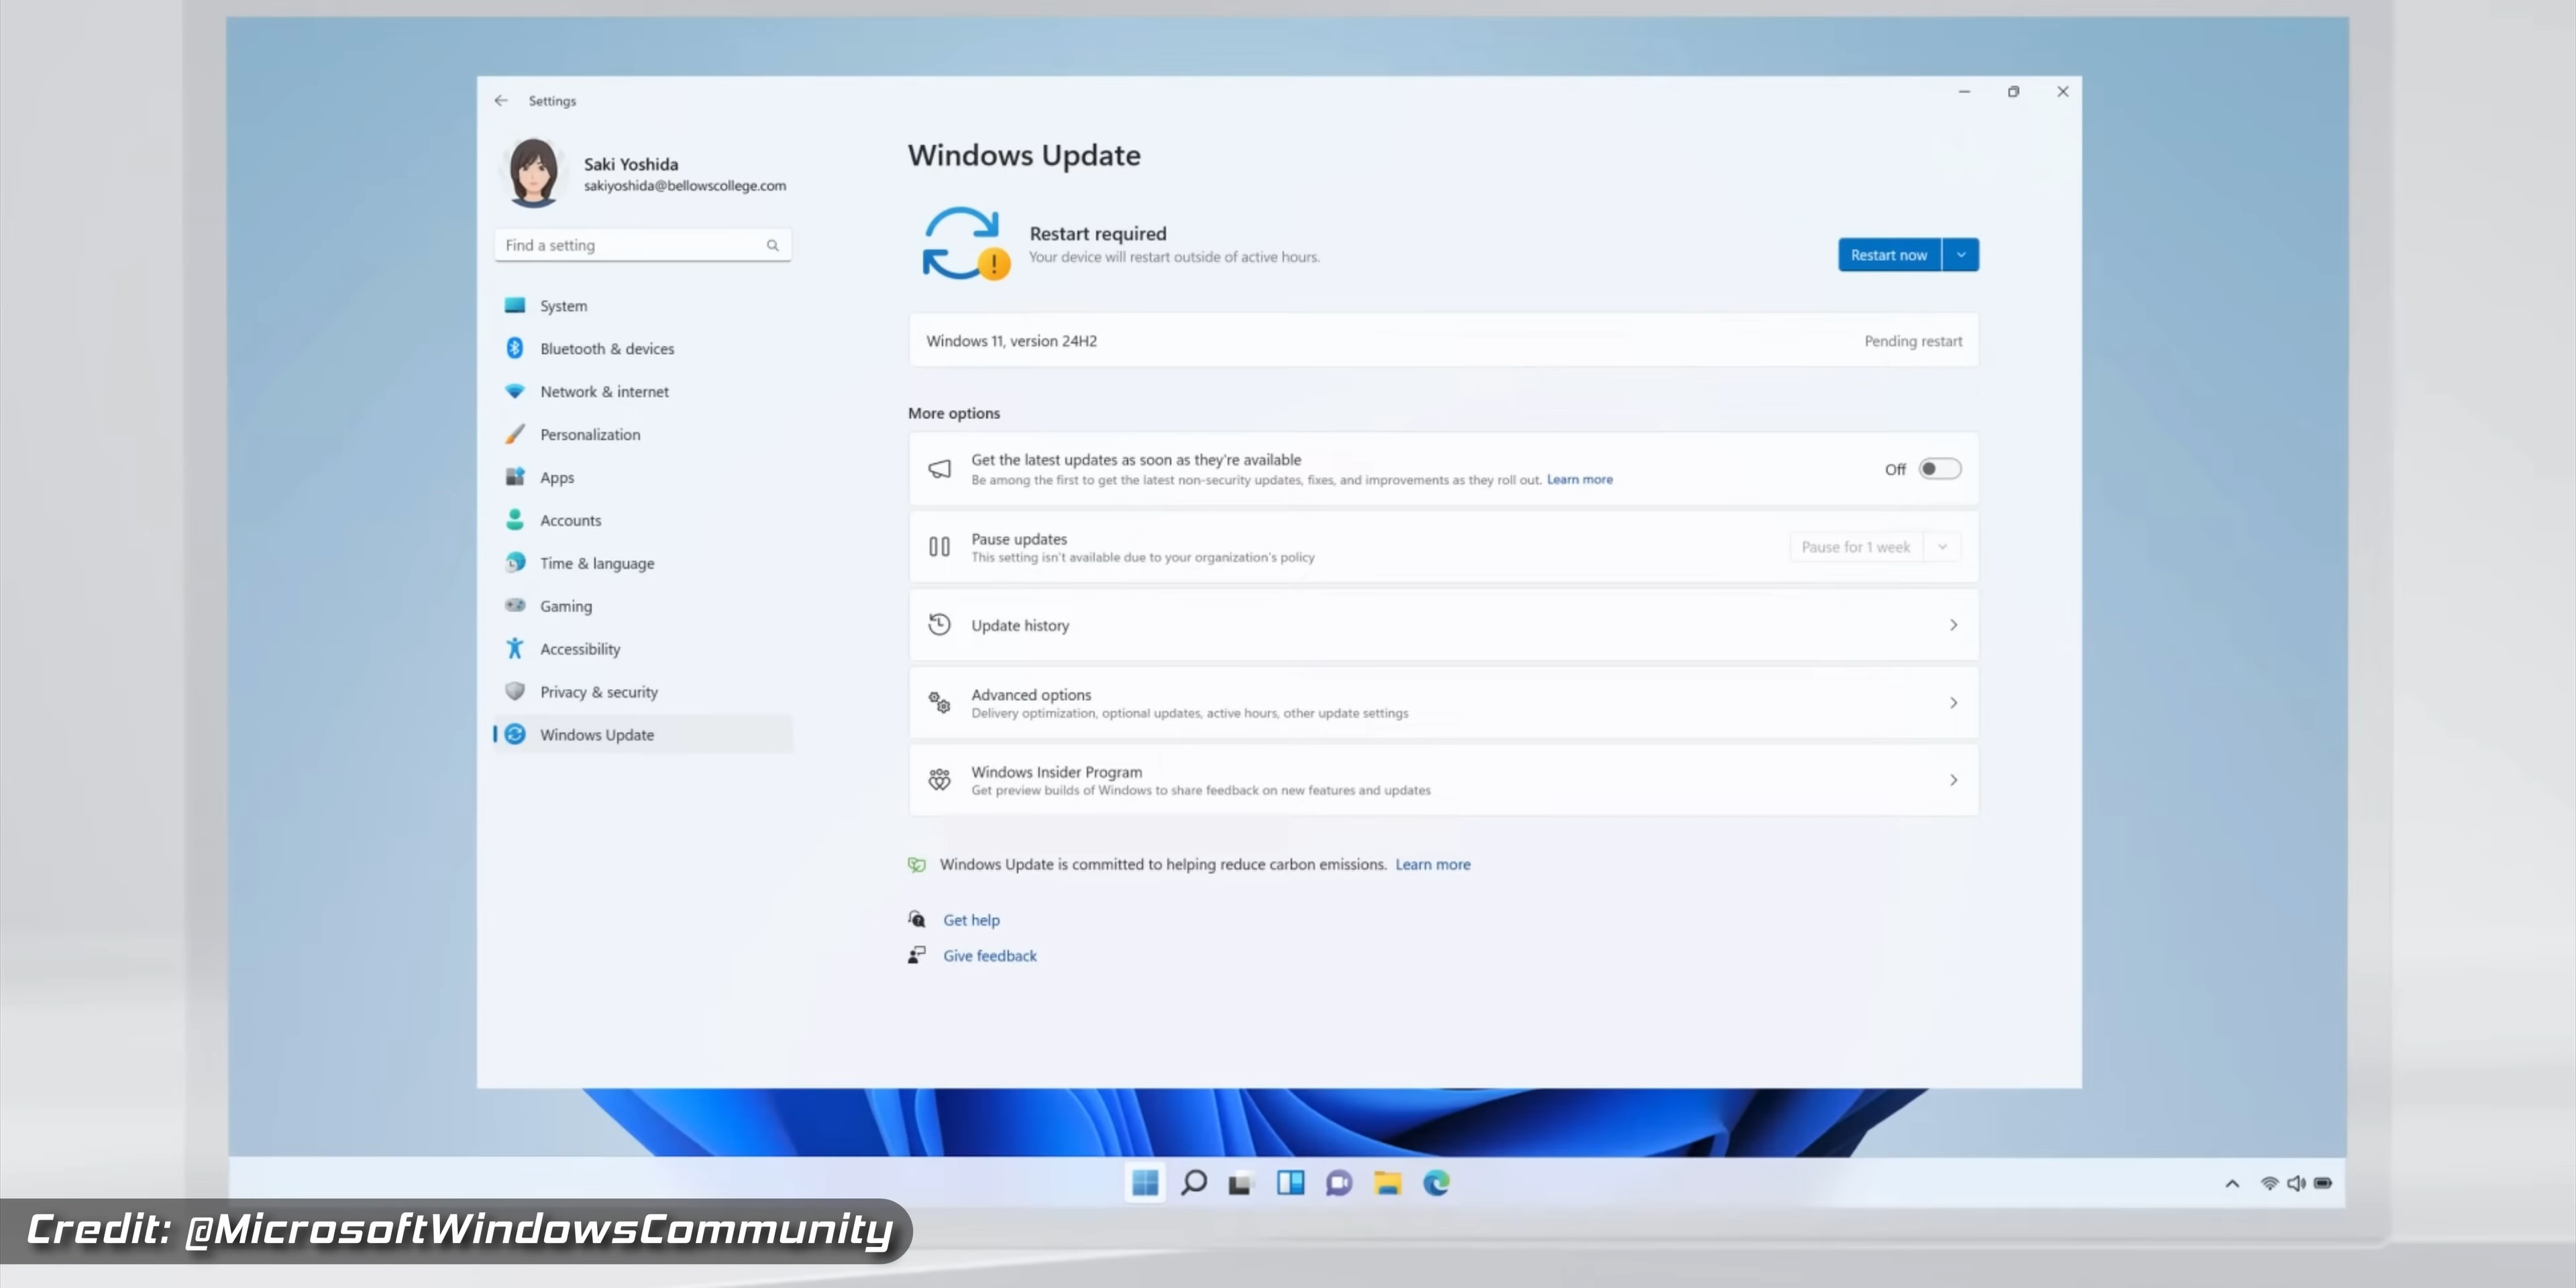 Settings
Saki Yoshida
sakiyoshida@bellowscollege.com
Find a setting
System
Bluetooth & devices
Network & internet
Personalization
Apps
Accounts
Time & language
Gaming
Accessibility
Privacy & security
Windows Update
Windows Update
Restart required
Your device will restart outside of active hours.
Restart now
Windows 11, version 24H2
Pending restart
More options
Get the latest updates as soon as they're available
Be among the first to get the latest non-security updates, fixes, and improvements as they roll out. Learn more
Off
Pause updates
This setting isn't available due to your organization's policy
Pause for 1 week
Update history
Advanced options
Delivery optimization, optional updates, active hours, other update settings
Windows Insider Program
Get preview builds of Windows to share feedback on new features and updates
Windows Update is committed to helping reduce carbon emissions. Learn more
Get help
Give feedback
Credit: @MicrosoftWindowsCommunity